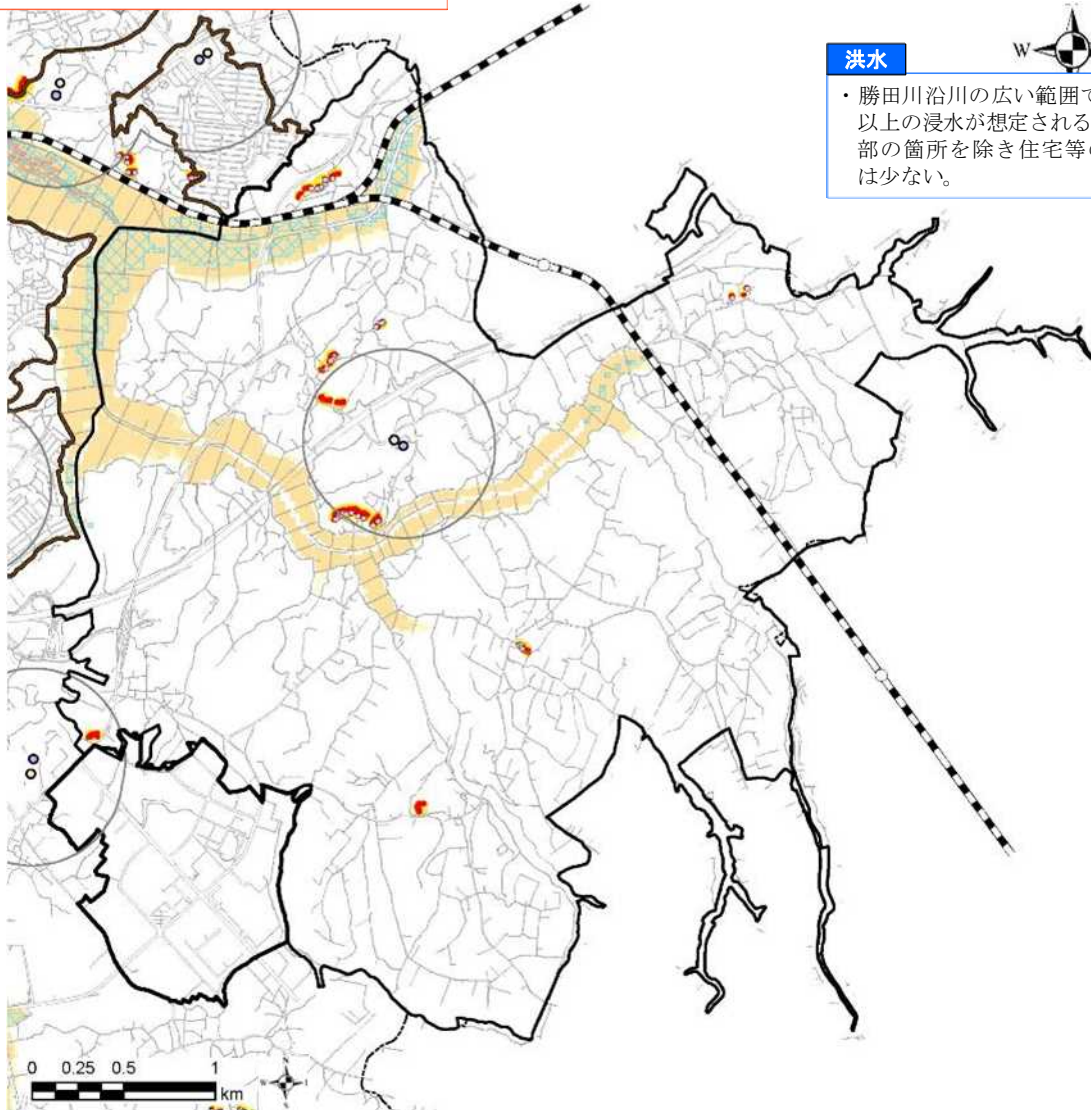 洪水
W
・勝田川沿川の広い範囲で
以上の浸水が想定される
部の箇所を除き住宅等の
は少ない。
0 0.25 0.5 1
km